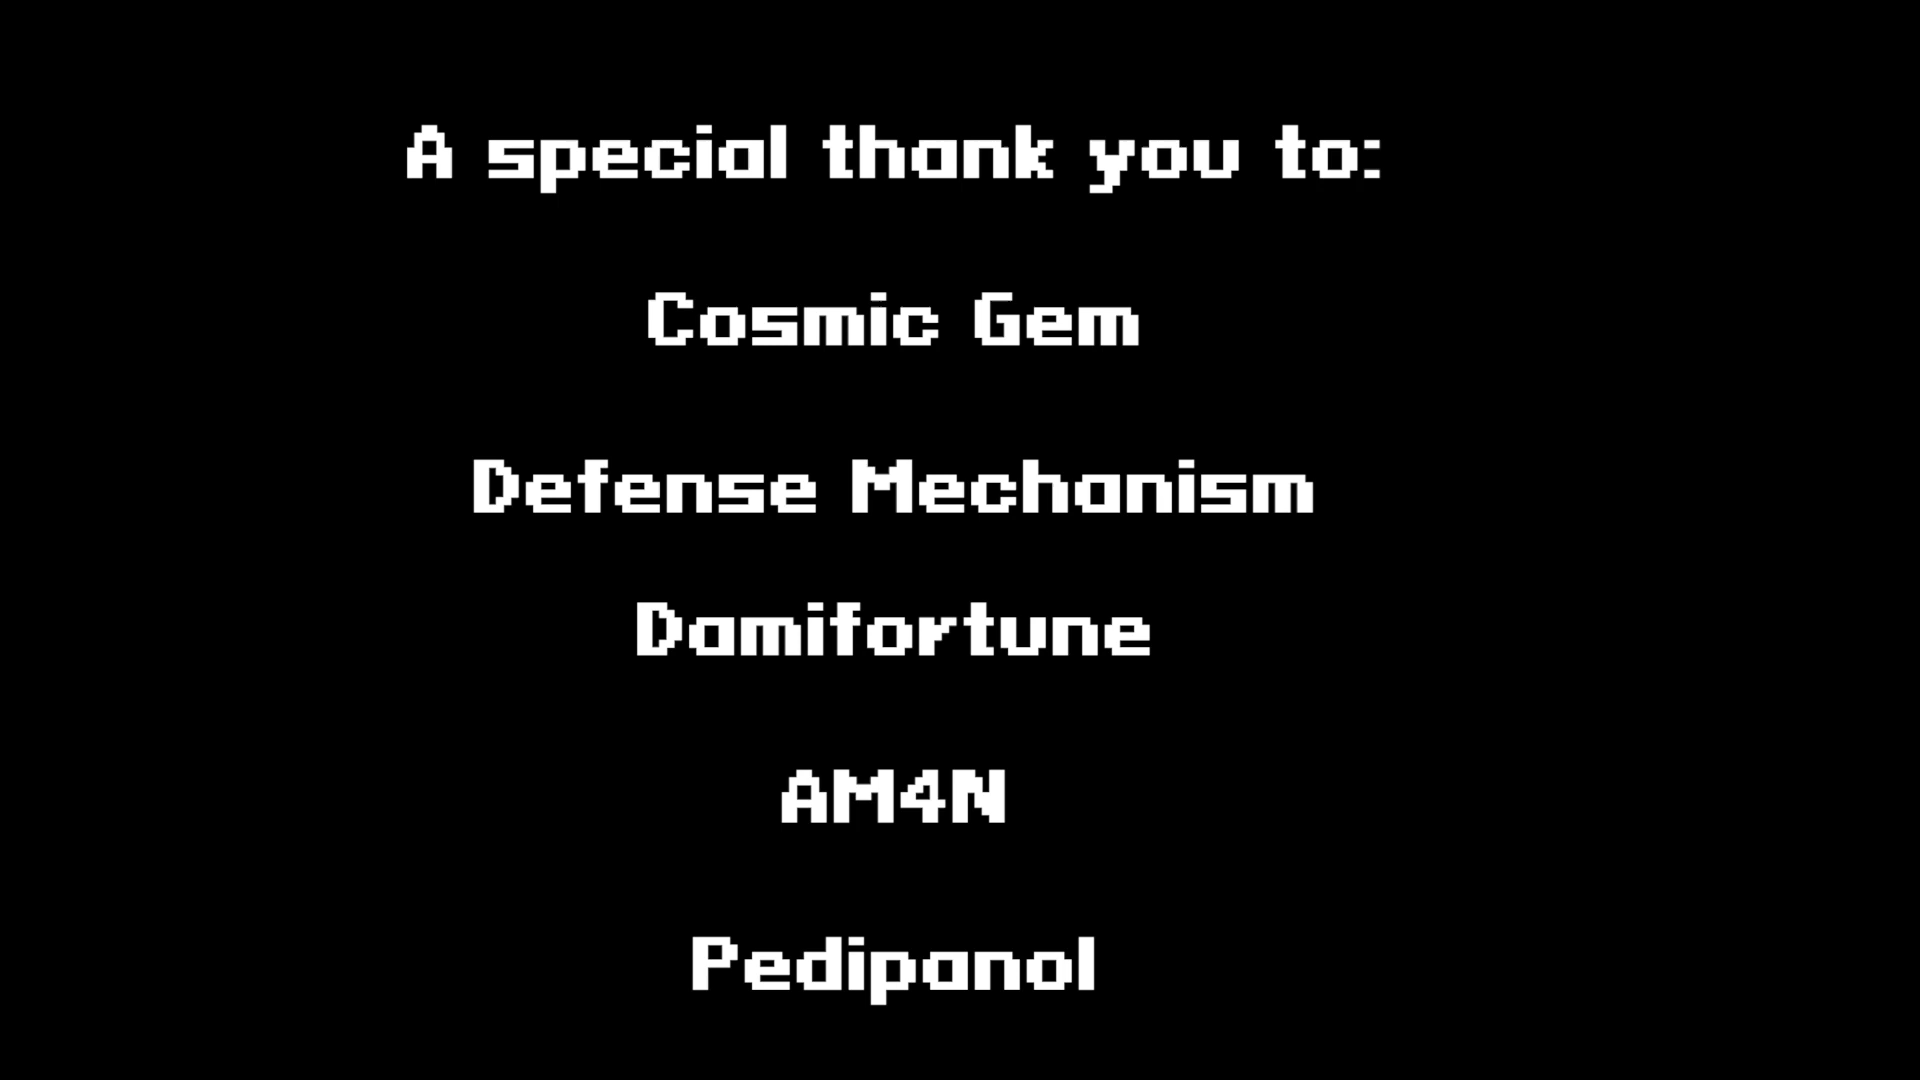 A special thank you to:
Cosmic Gem
Defense Mechanism
Damifortune
AM4N
Pedipanol